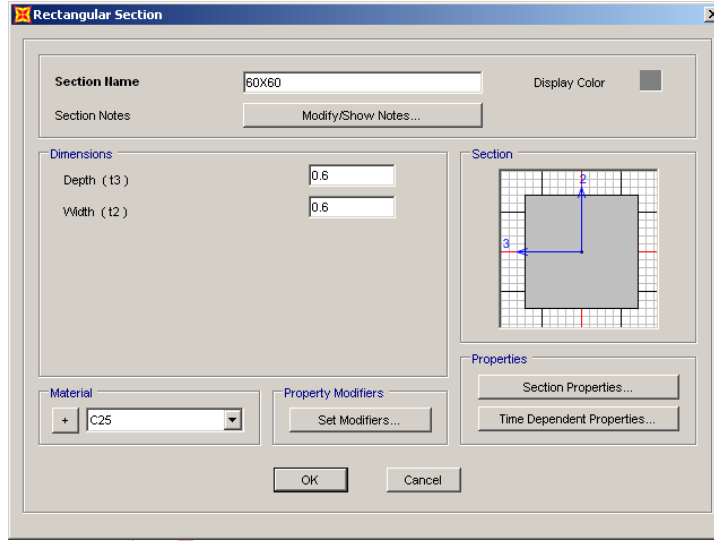 Rectangular Section
Section Name
60X60
Display Color
Section Notes
Modify/Show Notes...
Dimensions
Depth ( t3 )
0.6
Width ( t2 )
0.6
Section
2
3
Properties
Section Properties...
Time Dependent Properties...
Material
+
C25
Property Modifiers
Set Modifiers...
OK
Cancel